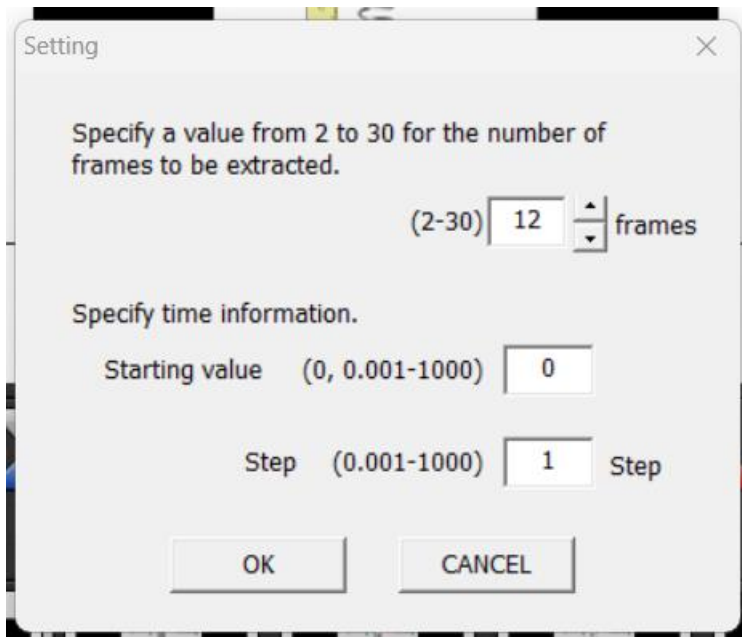 Setting
Specify a value from 2 to 30 for the number of
frames to be extracted.
(2-30) 12 frames
Specify time information.
Starting value (0, 0.001-1000) 0
Step (0.001-1000) 1 Step
OK CANCEL